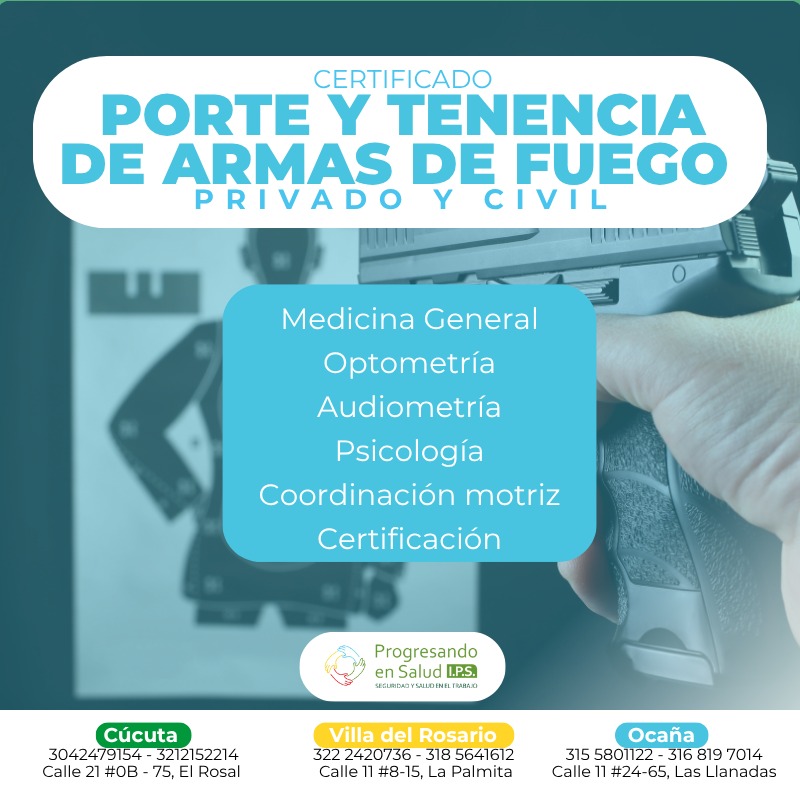 CERTIFICADO
PORTE Y TENENCIA
DE ARMAS DE FUEGO
PRIVADO Y CIVIL
Medicina General
Optometría
Audiometría
Psicología
Coordinación motriz
Certificación
Progresando
en Salud I.P.S.
SEGURIDAD Y SALUD EN EL TRABAJO
Cúcuta
3042479154 - 3212152214
Calle 21 #0B - 75, El Rosal
Villa del Rosario
322 2420736 - 318 5641612
Calle 11 #8-15, La Palmita
Ocaña
315 5801122 - 316 819 7014
Calle 11 #24-65, Las Llanadas